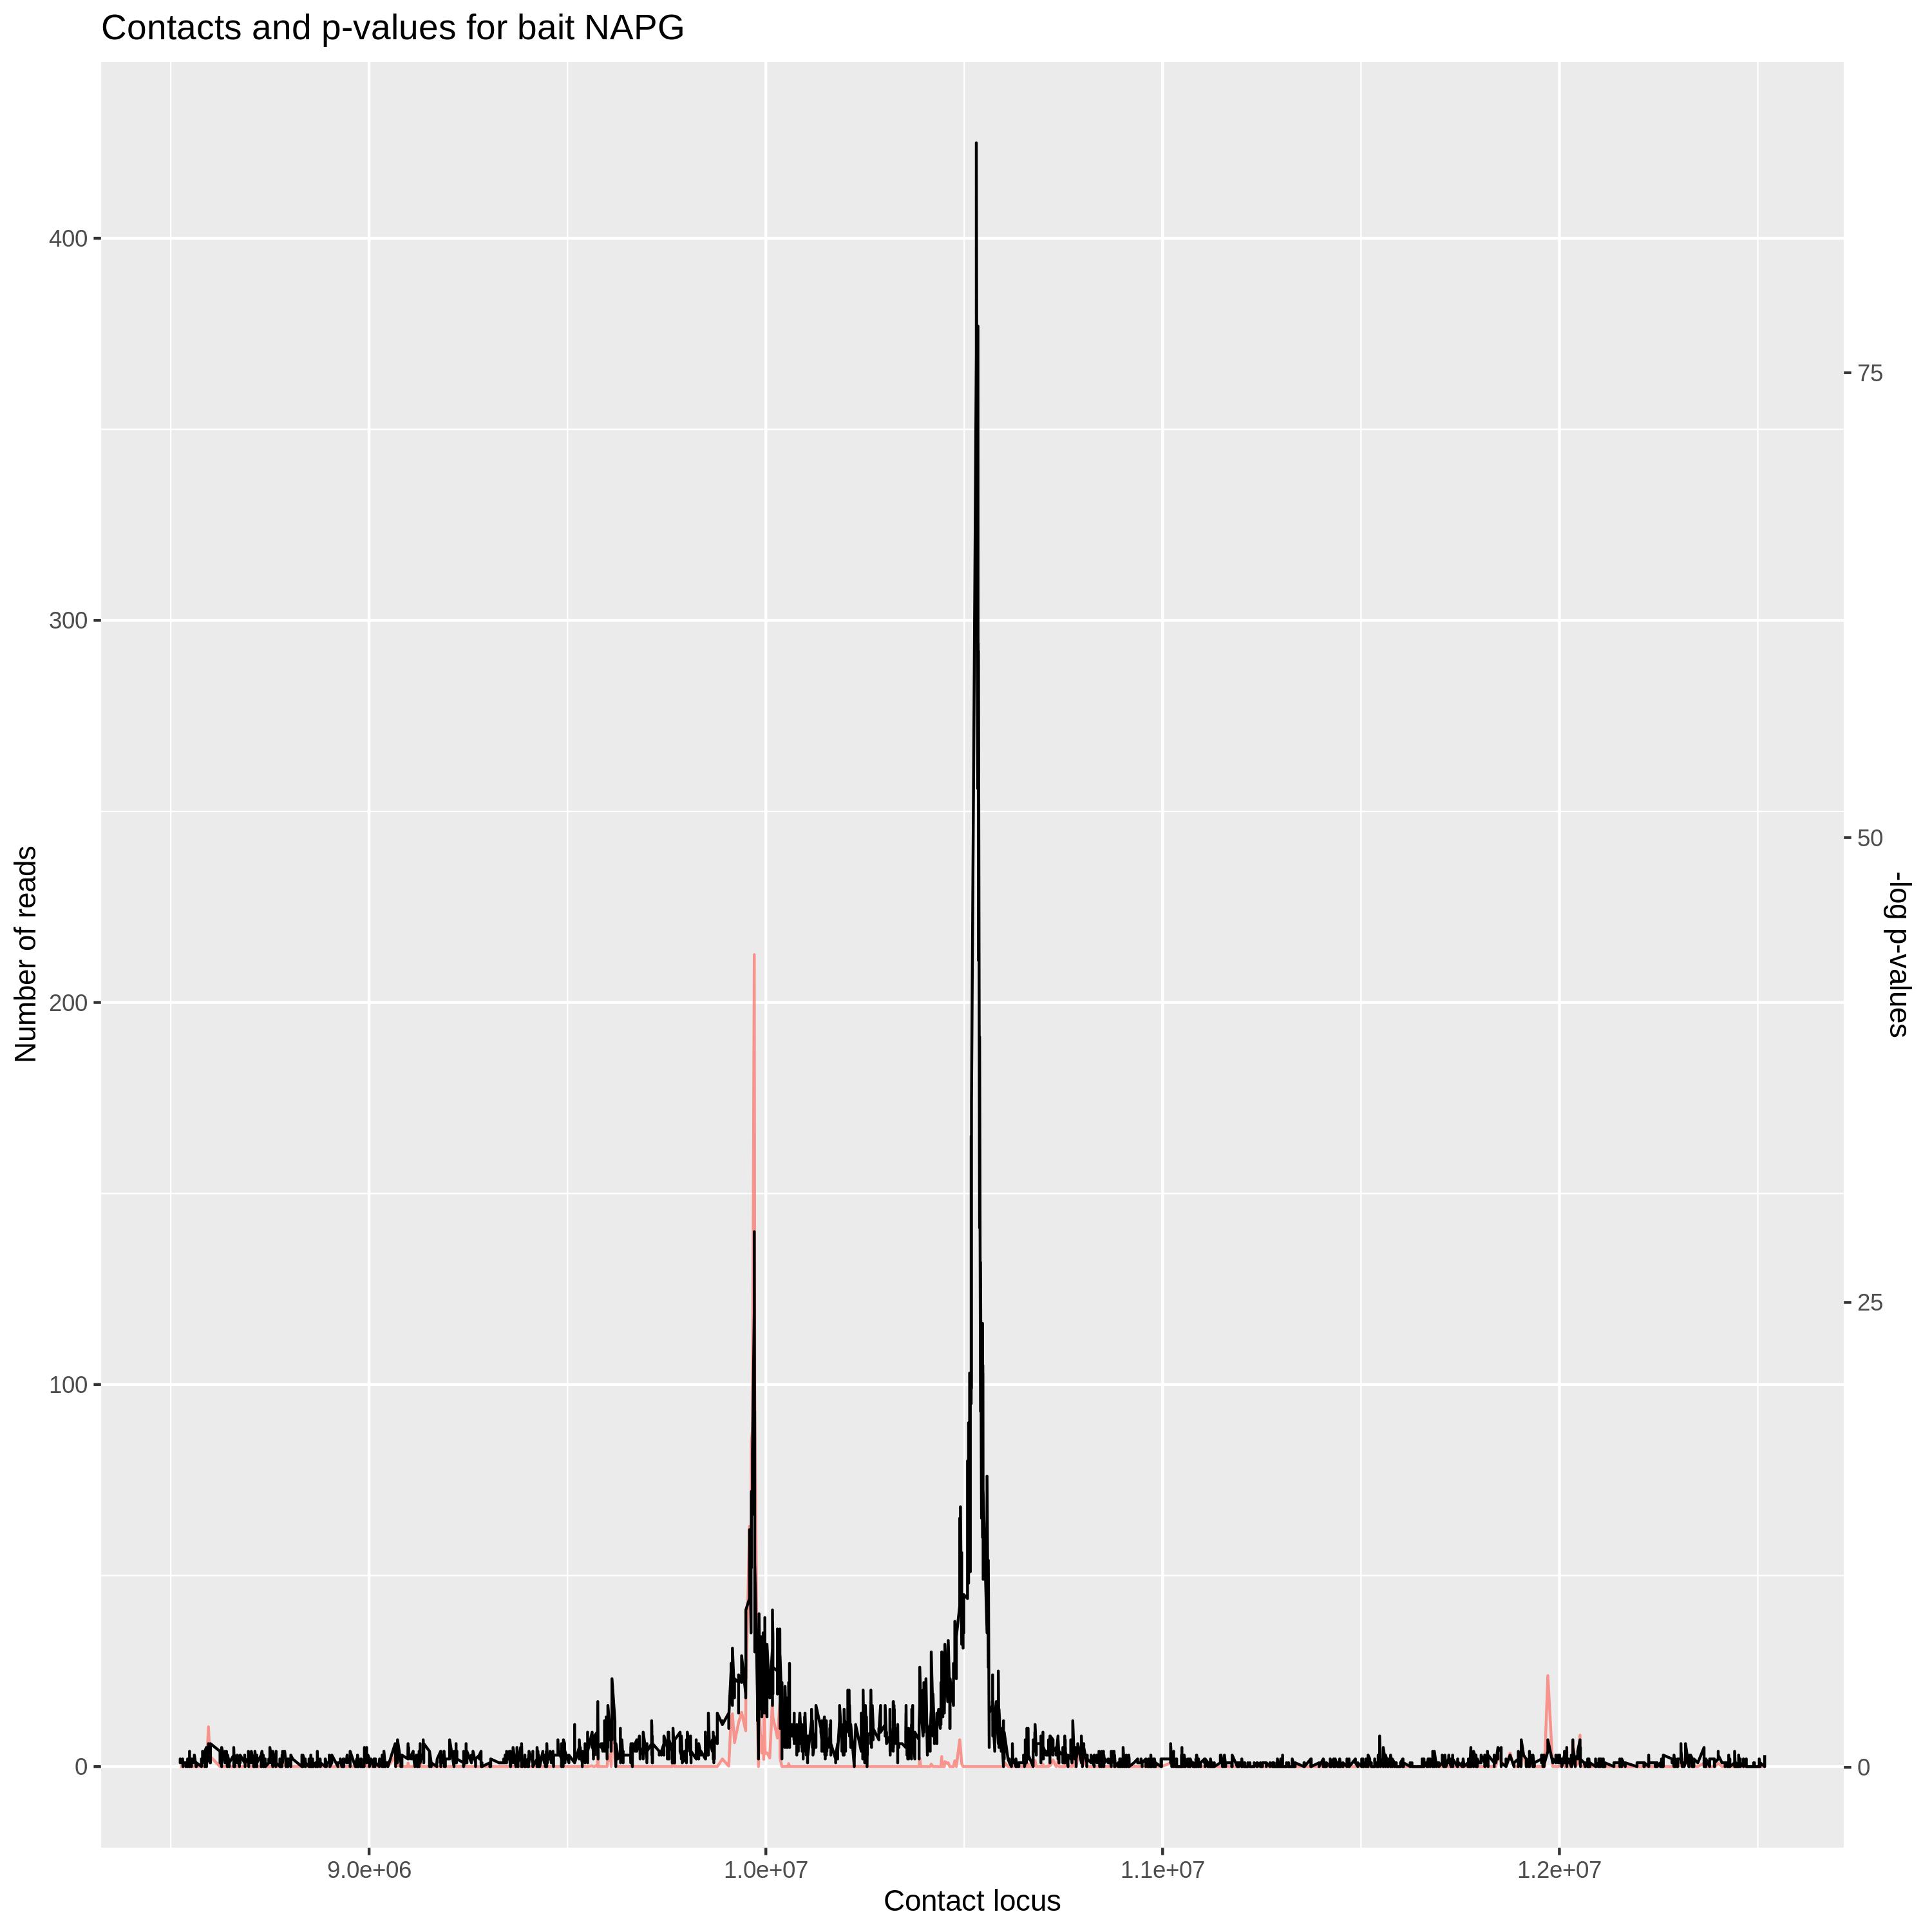 Contacts and p-values for bait NAPG
400
300
200
100
0
Number of reads
75
50
25
0
-log p-values
9.0e+06
1.0e+07
1.1e+07
1.2e+07
Contact locus